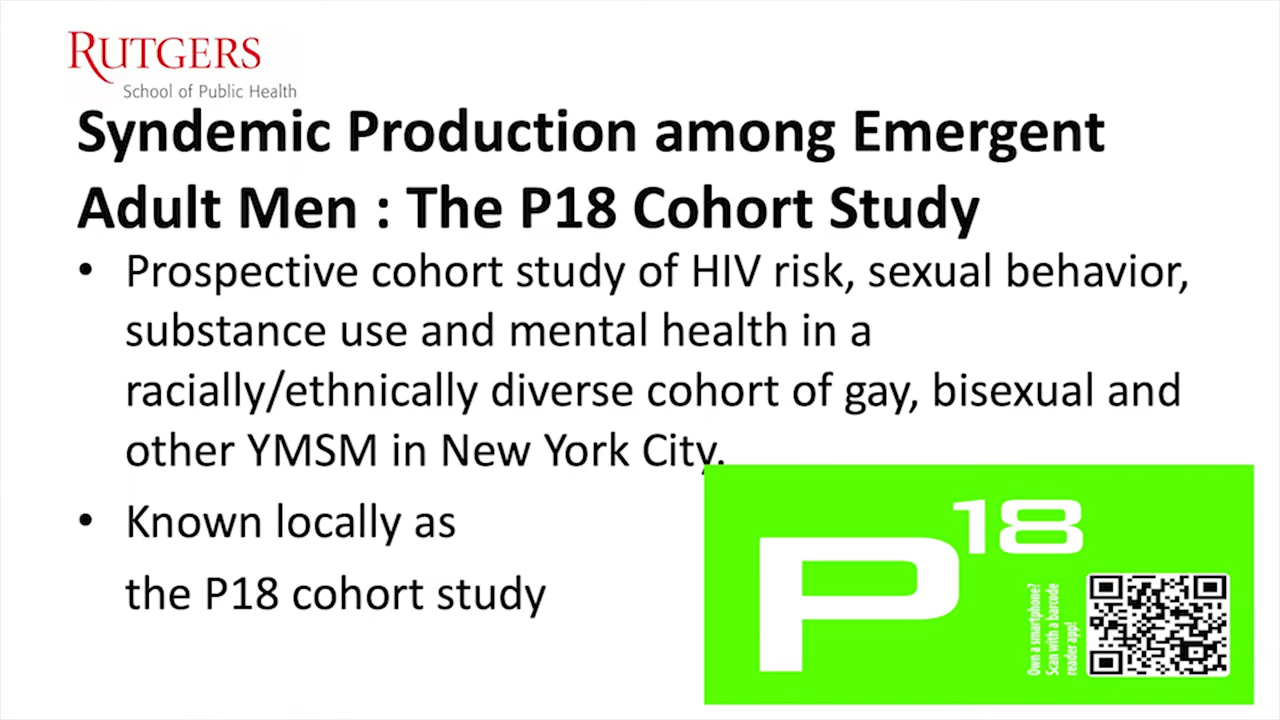 RUTGERS
School of Public Health
Syndemic Production among Emergent
Adult Men : The P18 Cohort Study
• Prospective cohort study of HIV risk, sexual behavior,
substance use and mental health in a
racially/ethnically diverse cohort of gay, bisexual and
other YMSM in New York City.
• Known locally as
the P18 cohort study
P18
Own a smartphone?
Scan with a barcode
reader app!